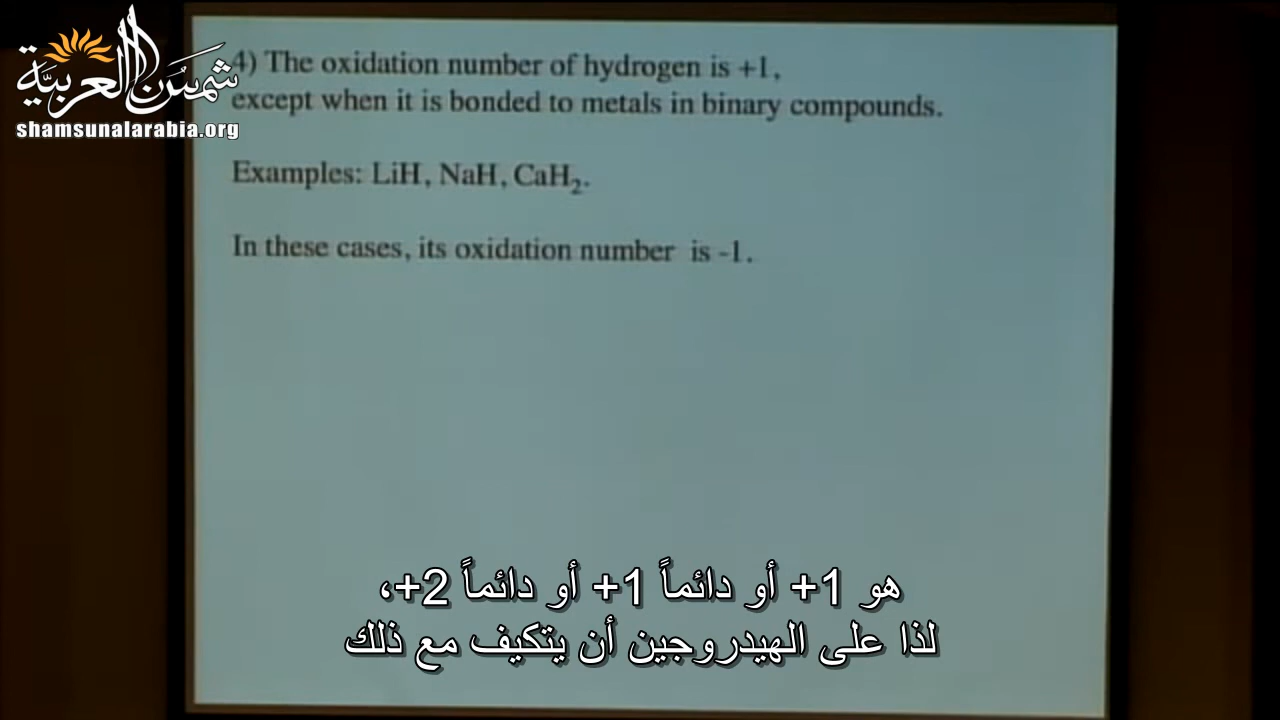 شمس العربية
shamsunalarabia.org
4) The oxidation number of hydrogen is +1,
except when it is bonded to metals in binary compounds.
Examples: LiH, NaH, CaH₂.
In these cases, its oxidation number is -1.
هو 1+ أو دائماً 1+ أو دائماً 2+،
لذا على الهيدروجين أن يتكيف مع ذلك